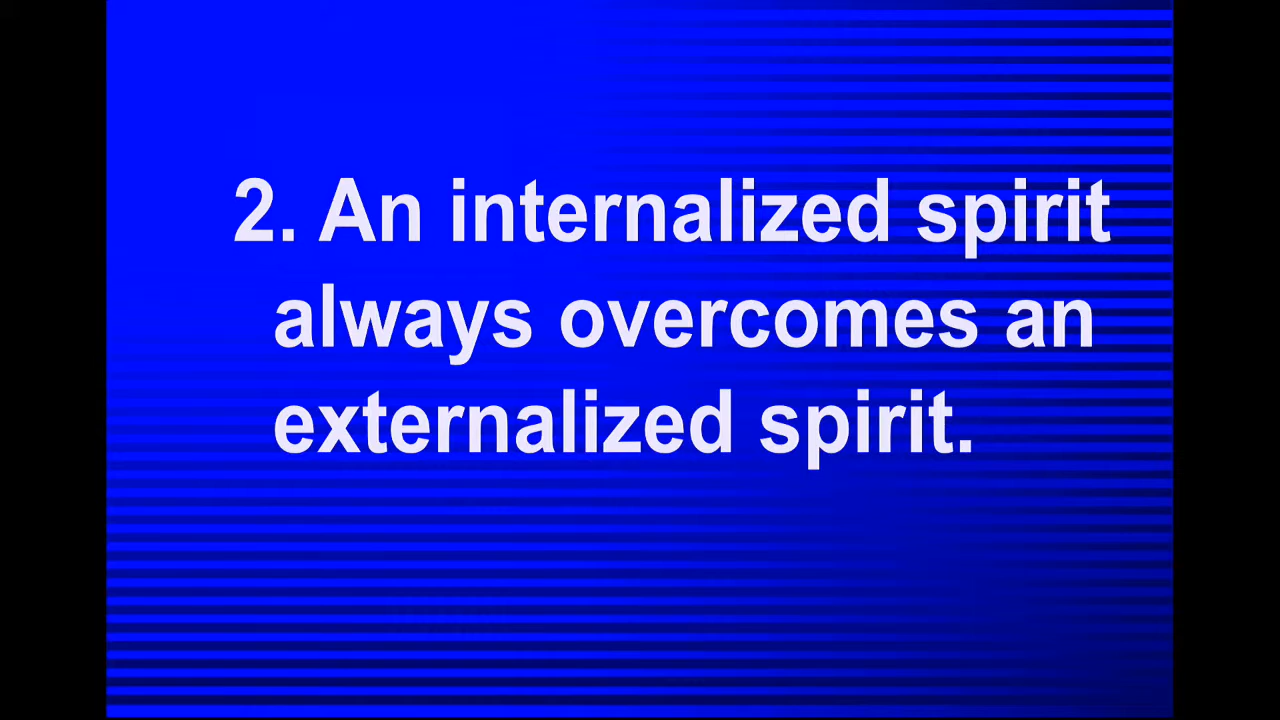 2. An internalized spirit
always overcomes an
externalized spirit.